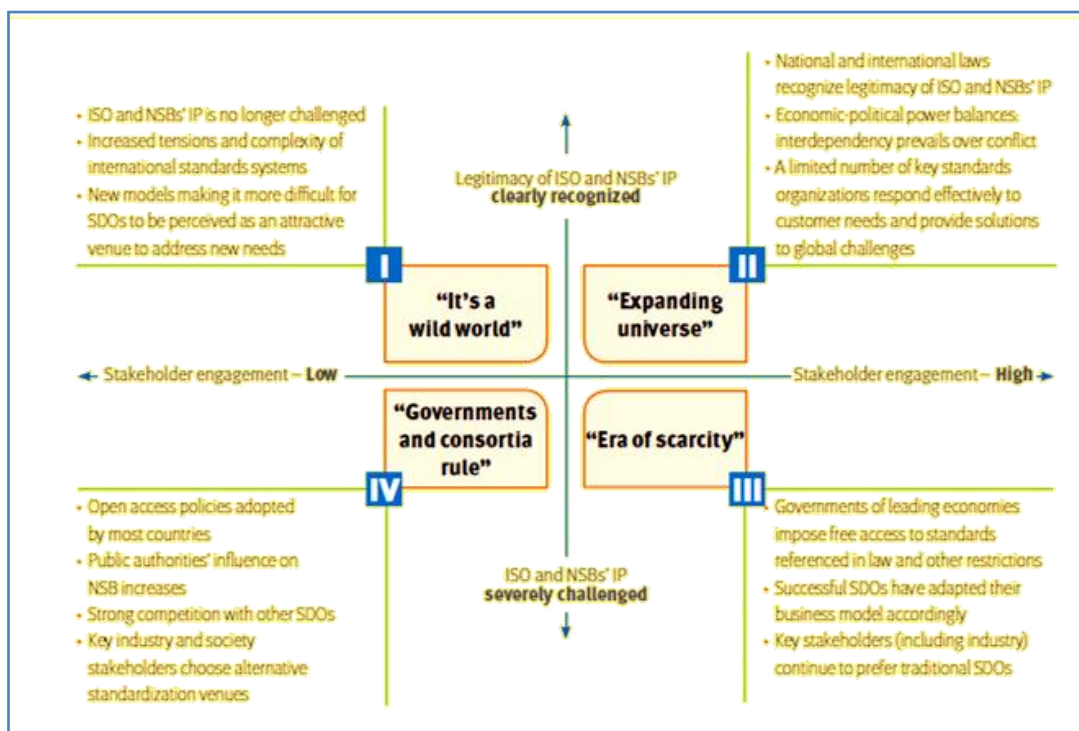 • ISO and NSBs' IP is no longer challenged
• Increased tensions and complexity of
international standards systems
• New models making it more difficult for
SDOs to be perceived as an attractive
venue to address new needs
Legitimacy of ISO and NSBs' IP
clearly recognized
• National and international laws
recognize legitimacy of ISO and NSBs' IP
• Economic-political power balances:
interdependency prevails over conflict
• A limited number of key standards
organizations respond effectively to
customer needs and provide solutions
to global challenges
I
II
“It's a
wild world”
“Expanding
universe”
Stakeholder engagement – Low
Stakeholder engagement – High
“Governments
and consortia
rule”
“Era of scarcity”
IV
III
• Open access policies adopted
by most countries
• Public authorities' influence on
NSB increases
• Strong competition with other SDOs
• Key industry and society
stakeholders choose alternative
standardization venues
ISO and NSBs' IP
severely challenged
• Governments of leading economies
impose free access to standards
referenced in law and other restrictions
• Successful SDOs have adapted their
business model accordingly
• Key stakeholders (including industry)
continue to prefer traditional SDOs